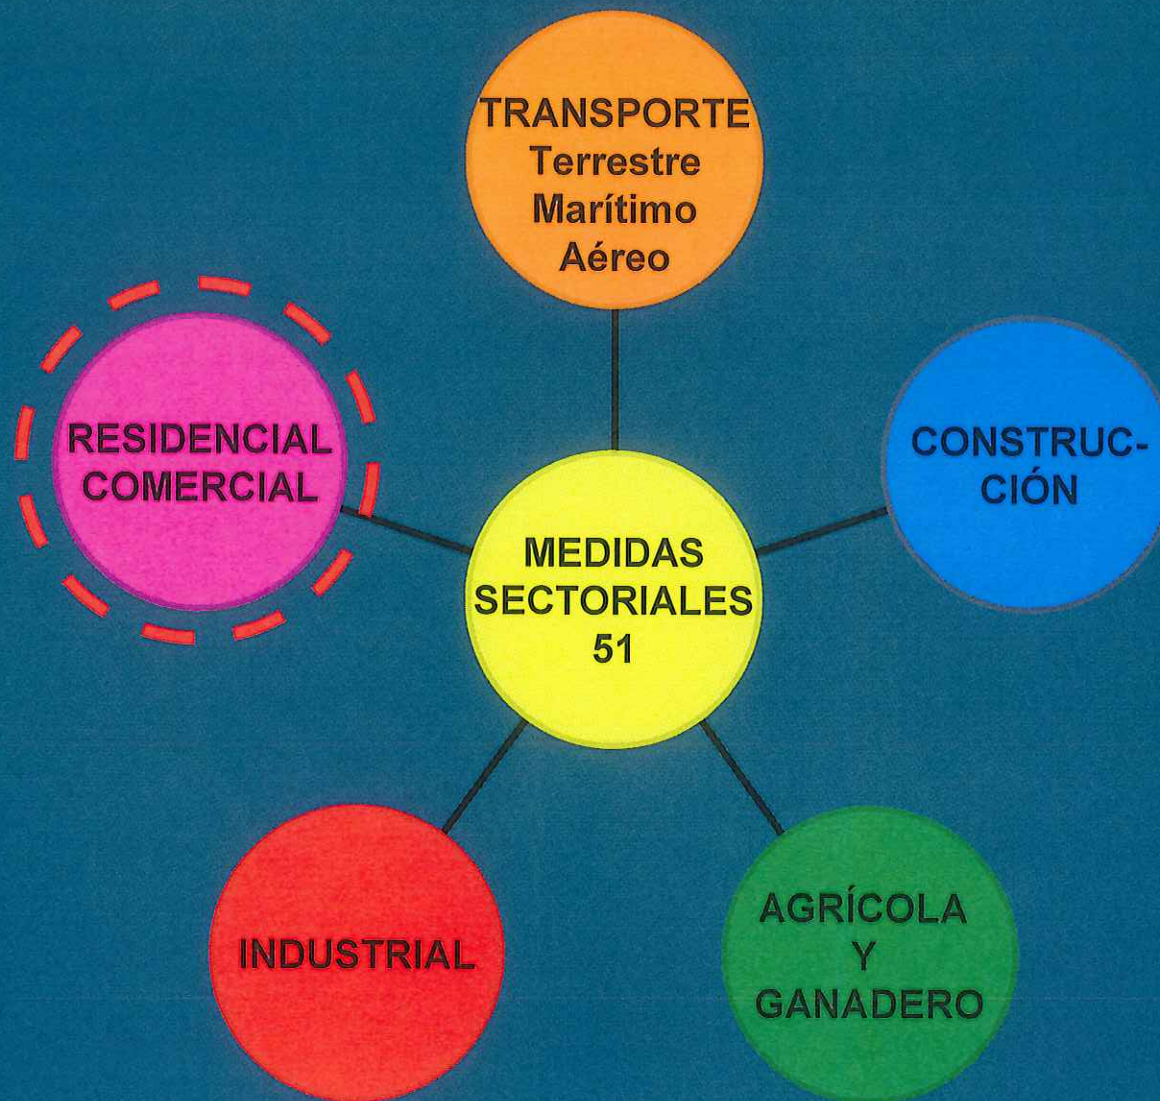 TRANSPORTE
Terrestre
Marítimo
Aéreo
RESIDENCIAL
COMERCIAL
CONSTRUC-
CIÓN
MEDIDAS
SECTORIALES
51
INDUSTRIAL
AGRÍCOLA
Y
GANADERO